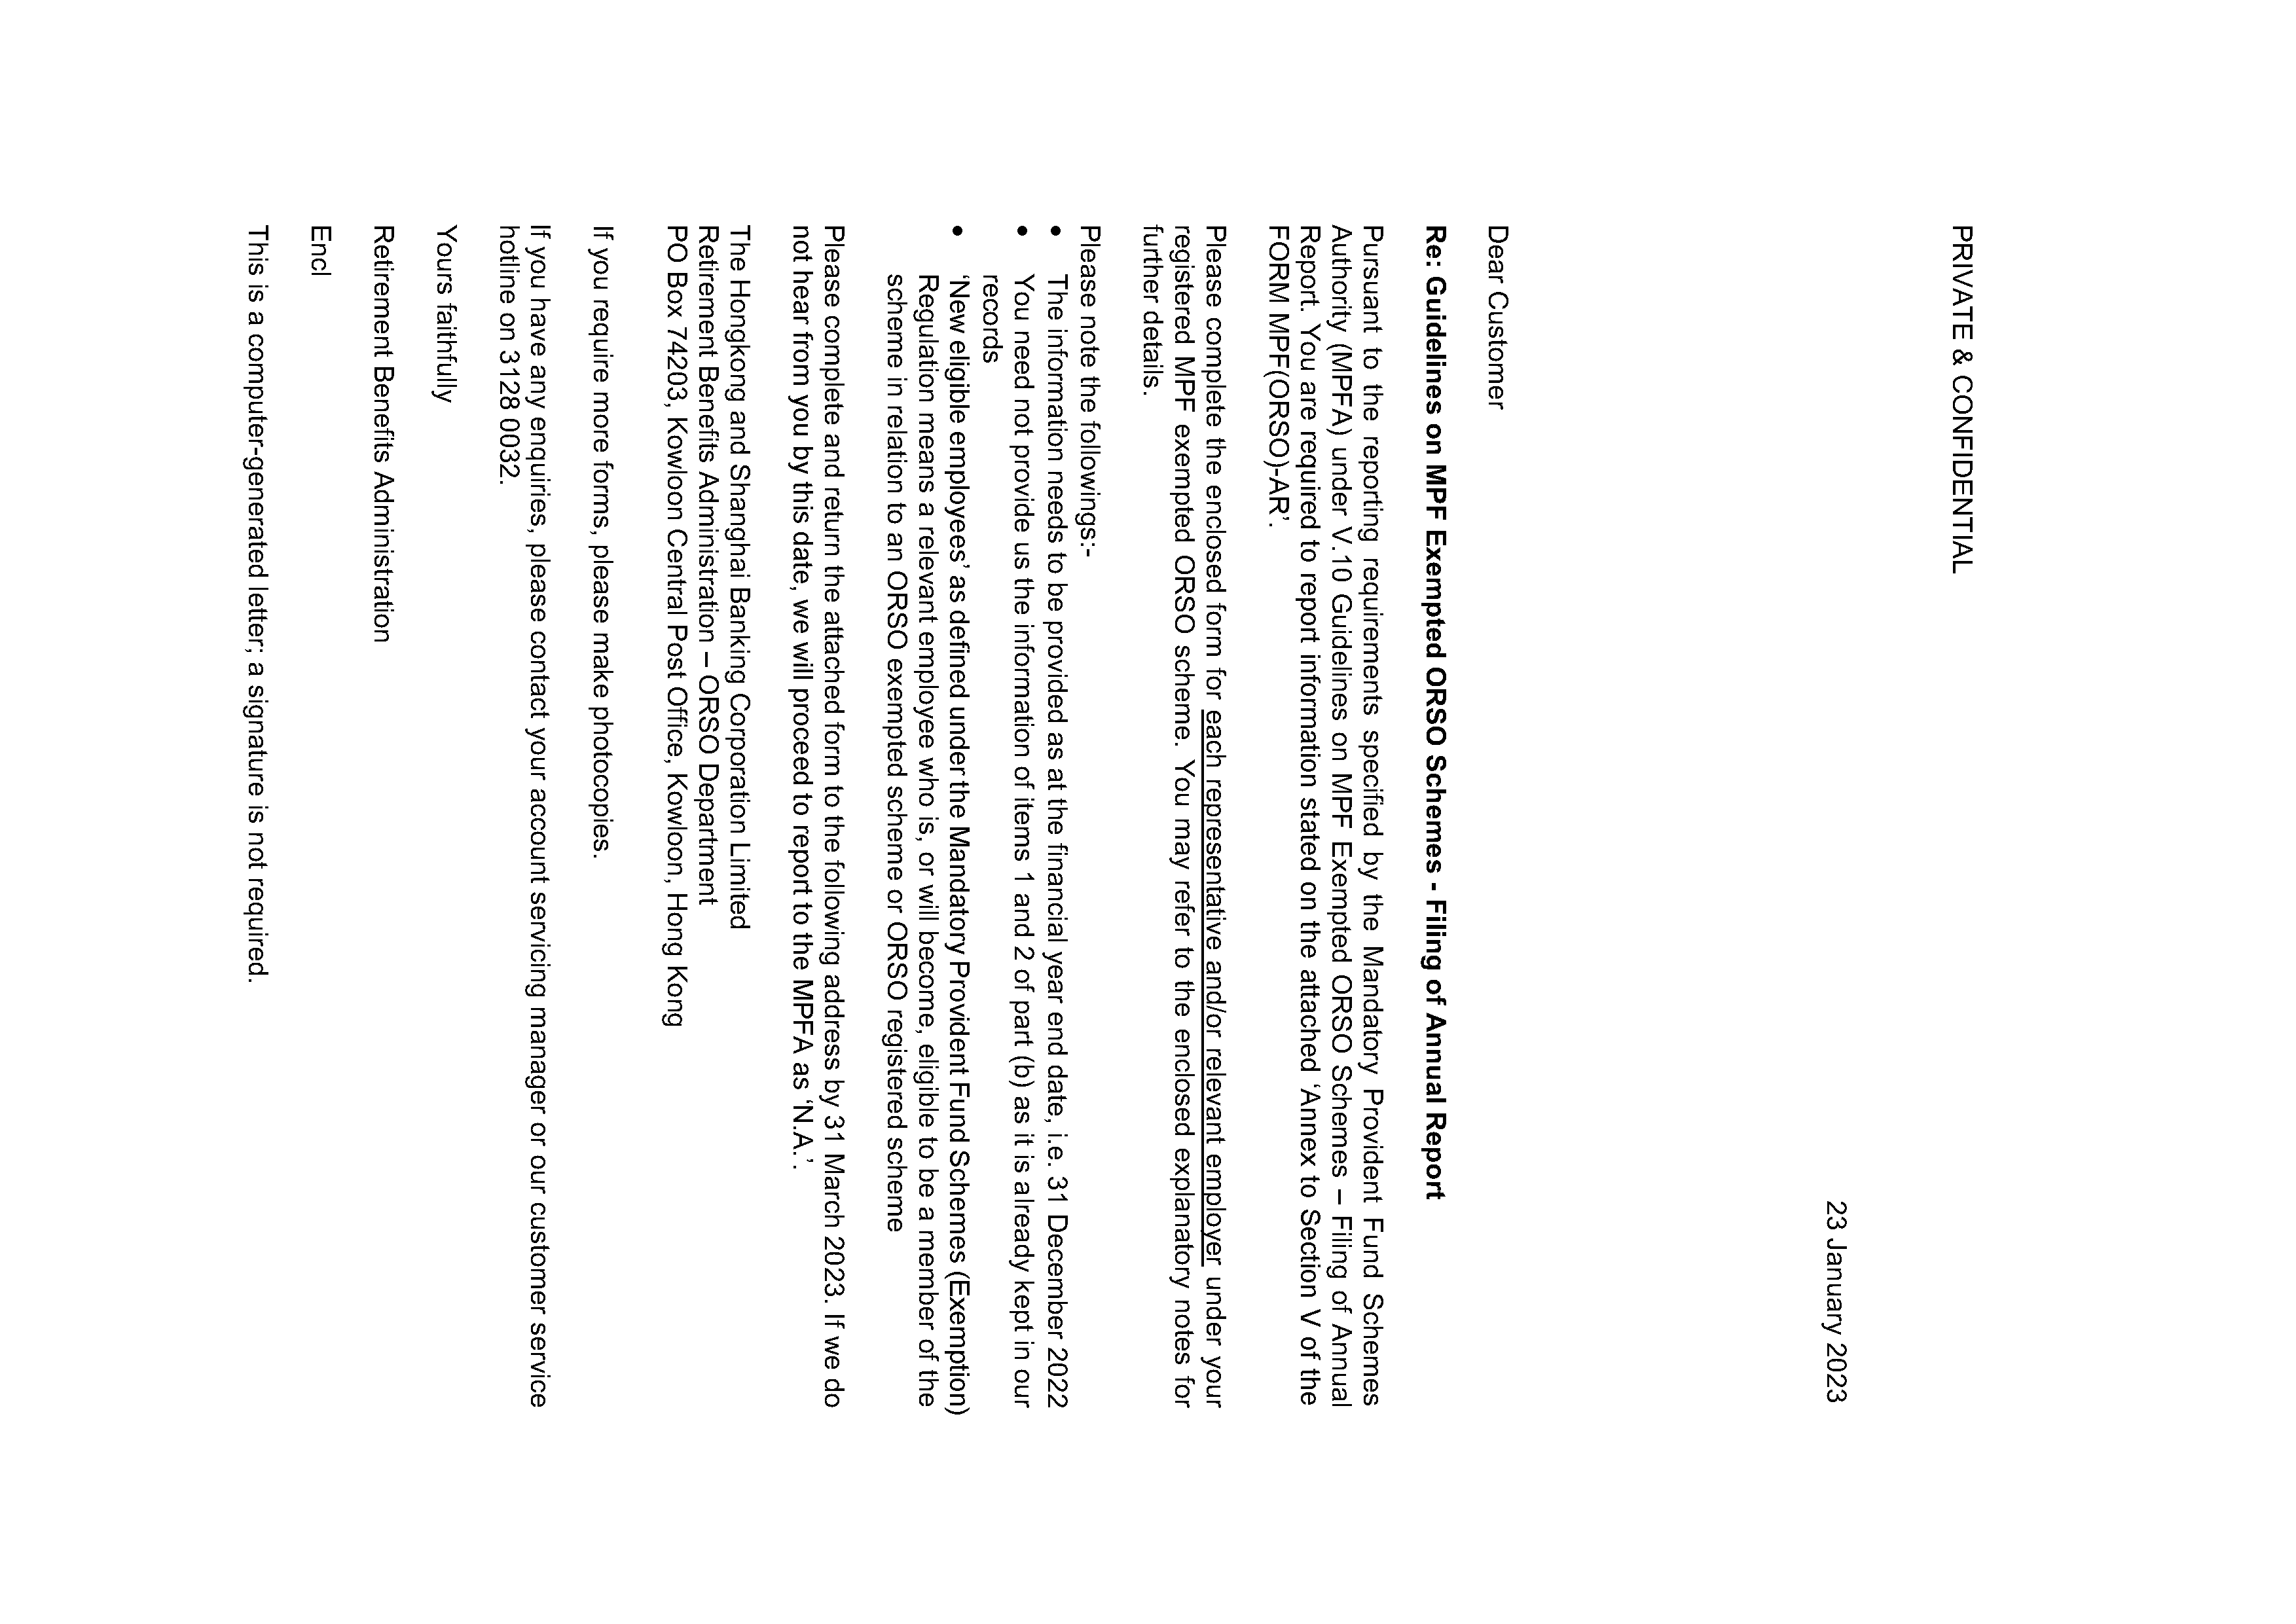 PRIVATE & CONFIDENTIAL
23 January 2023
Dear Customer
Re: Guidelines on MPF Exempted ORSO Schemes - Filing of Annual Report
Pursuant to the reporting requirements specified by the Mandatory Provident Fund Schemes
Authority (MPFA) under V.10 Guidelines on MPF Exempted ORSO Schemes – Filing of Annual
Report. You are required to report information stated on the attached ‘Annex to Section V of the
FORM MPF(ORSO)-AR’.
Please complete the enclosed form for each representative and/or relevant employer under your
registered MPF exempted ORSO scheme. You may refer to the enclosed explanatory notes for
further details.
Please note the followings:-
• The information needs to be provided as at the financial year end date, i.e. 31 December 2022
• You need not provide us the information of items 1 and 2 of part (b) as it is already kept in our
records
• ‘New eligible employees’ as defined under the Mandatory Provident Fund Schemes (Exemption)
Regulation means a relevant employee who is, or will become, eligible to be a member of the
scheme in relation to an ORSO exempted scheme or ORSO registered scheme
Please complete and return the attached form to the following address by 31 March 2023. If we do
not hear from you by this date, we will proceed to report to the MPFA as ‘N.A.’.
The Hongkong and Shanghai Banking Corporation Limited
Retirement Benefits Administration – ORSO Department
PO Box 74203, Kowloon Central Post Office, Kowloon, Hong Kong
If you require more forms, please make photocopies.
If you have any enquiries, please contact your account servicing manager or our customer service
hotline on 3128 0032.
Yours faithfully
Retirement Benefits Administration
Encl
This is a computer-generated letter; a signature is not required.